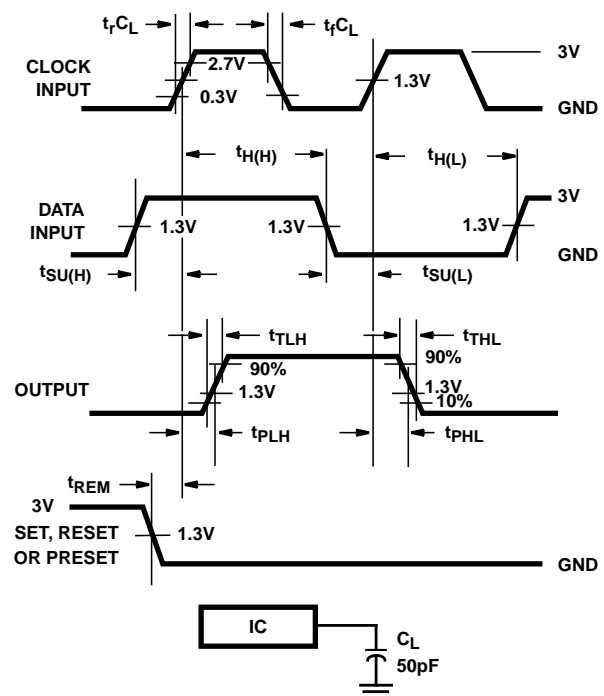 trCL
tfCL
CLOCK INPUT
2.7V
0.3V
1.3V
3V
GND
tH(H)
tH(L)
DATA INPUT
1.3V
1.3V
1.3V
3V
GND
tSU(H)
tSU(L)
tTLH
tTHL
90%
90%
OUTPUT
1.3V
1.3V
10%
tPLH
tPHL
tREM
3V
SET, RESET
OR PRESET
1.3V
GND
IC
CL
50pF